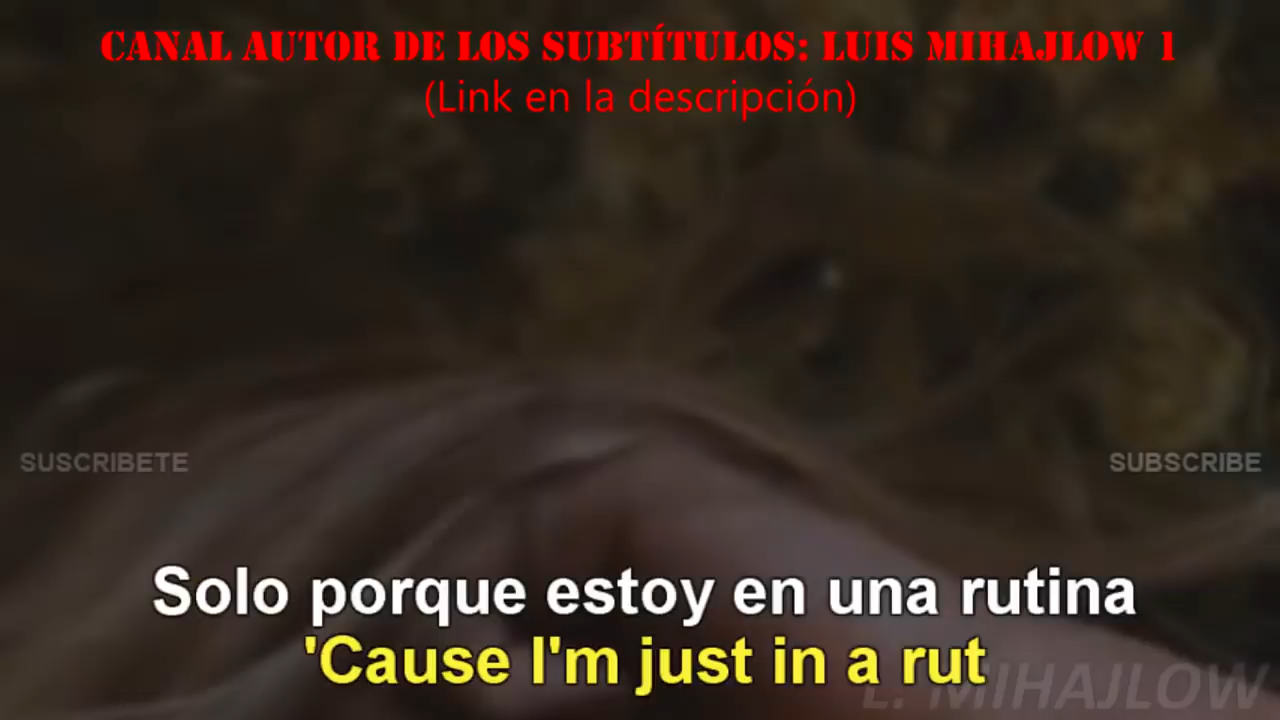 CANAL AUTOR DE LOS SUBTÍTULOS: LUIS MIHAJLOW 1
(Link en la descripción)
SUSCRIBETE
SUBSCRIBE
Solo porque estoy en una rutina
'Cause I'm just in a rut
L. MIHAJLOW